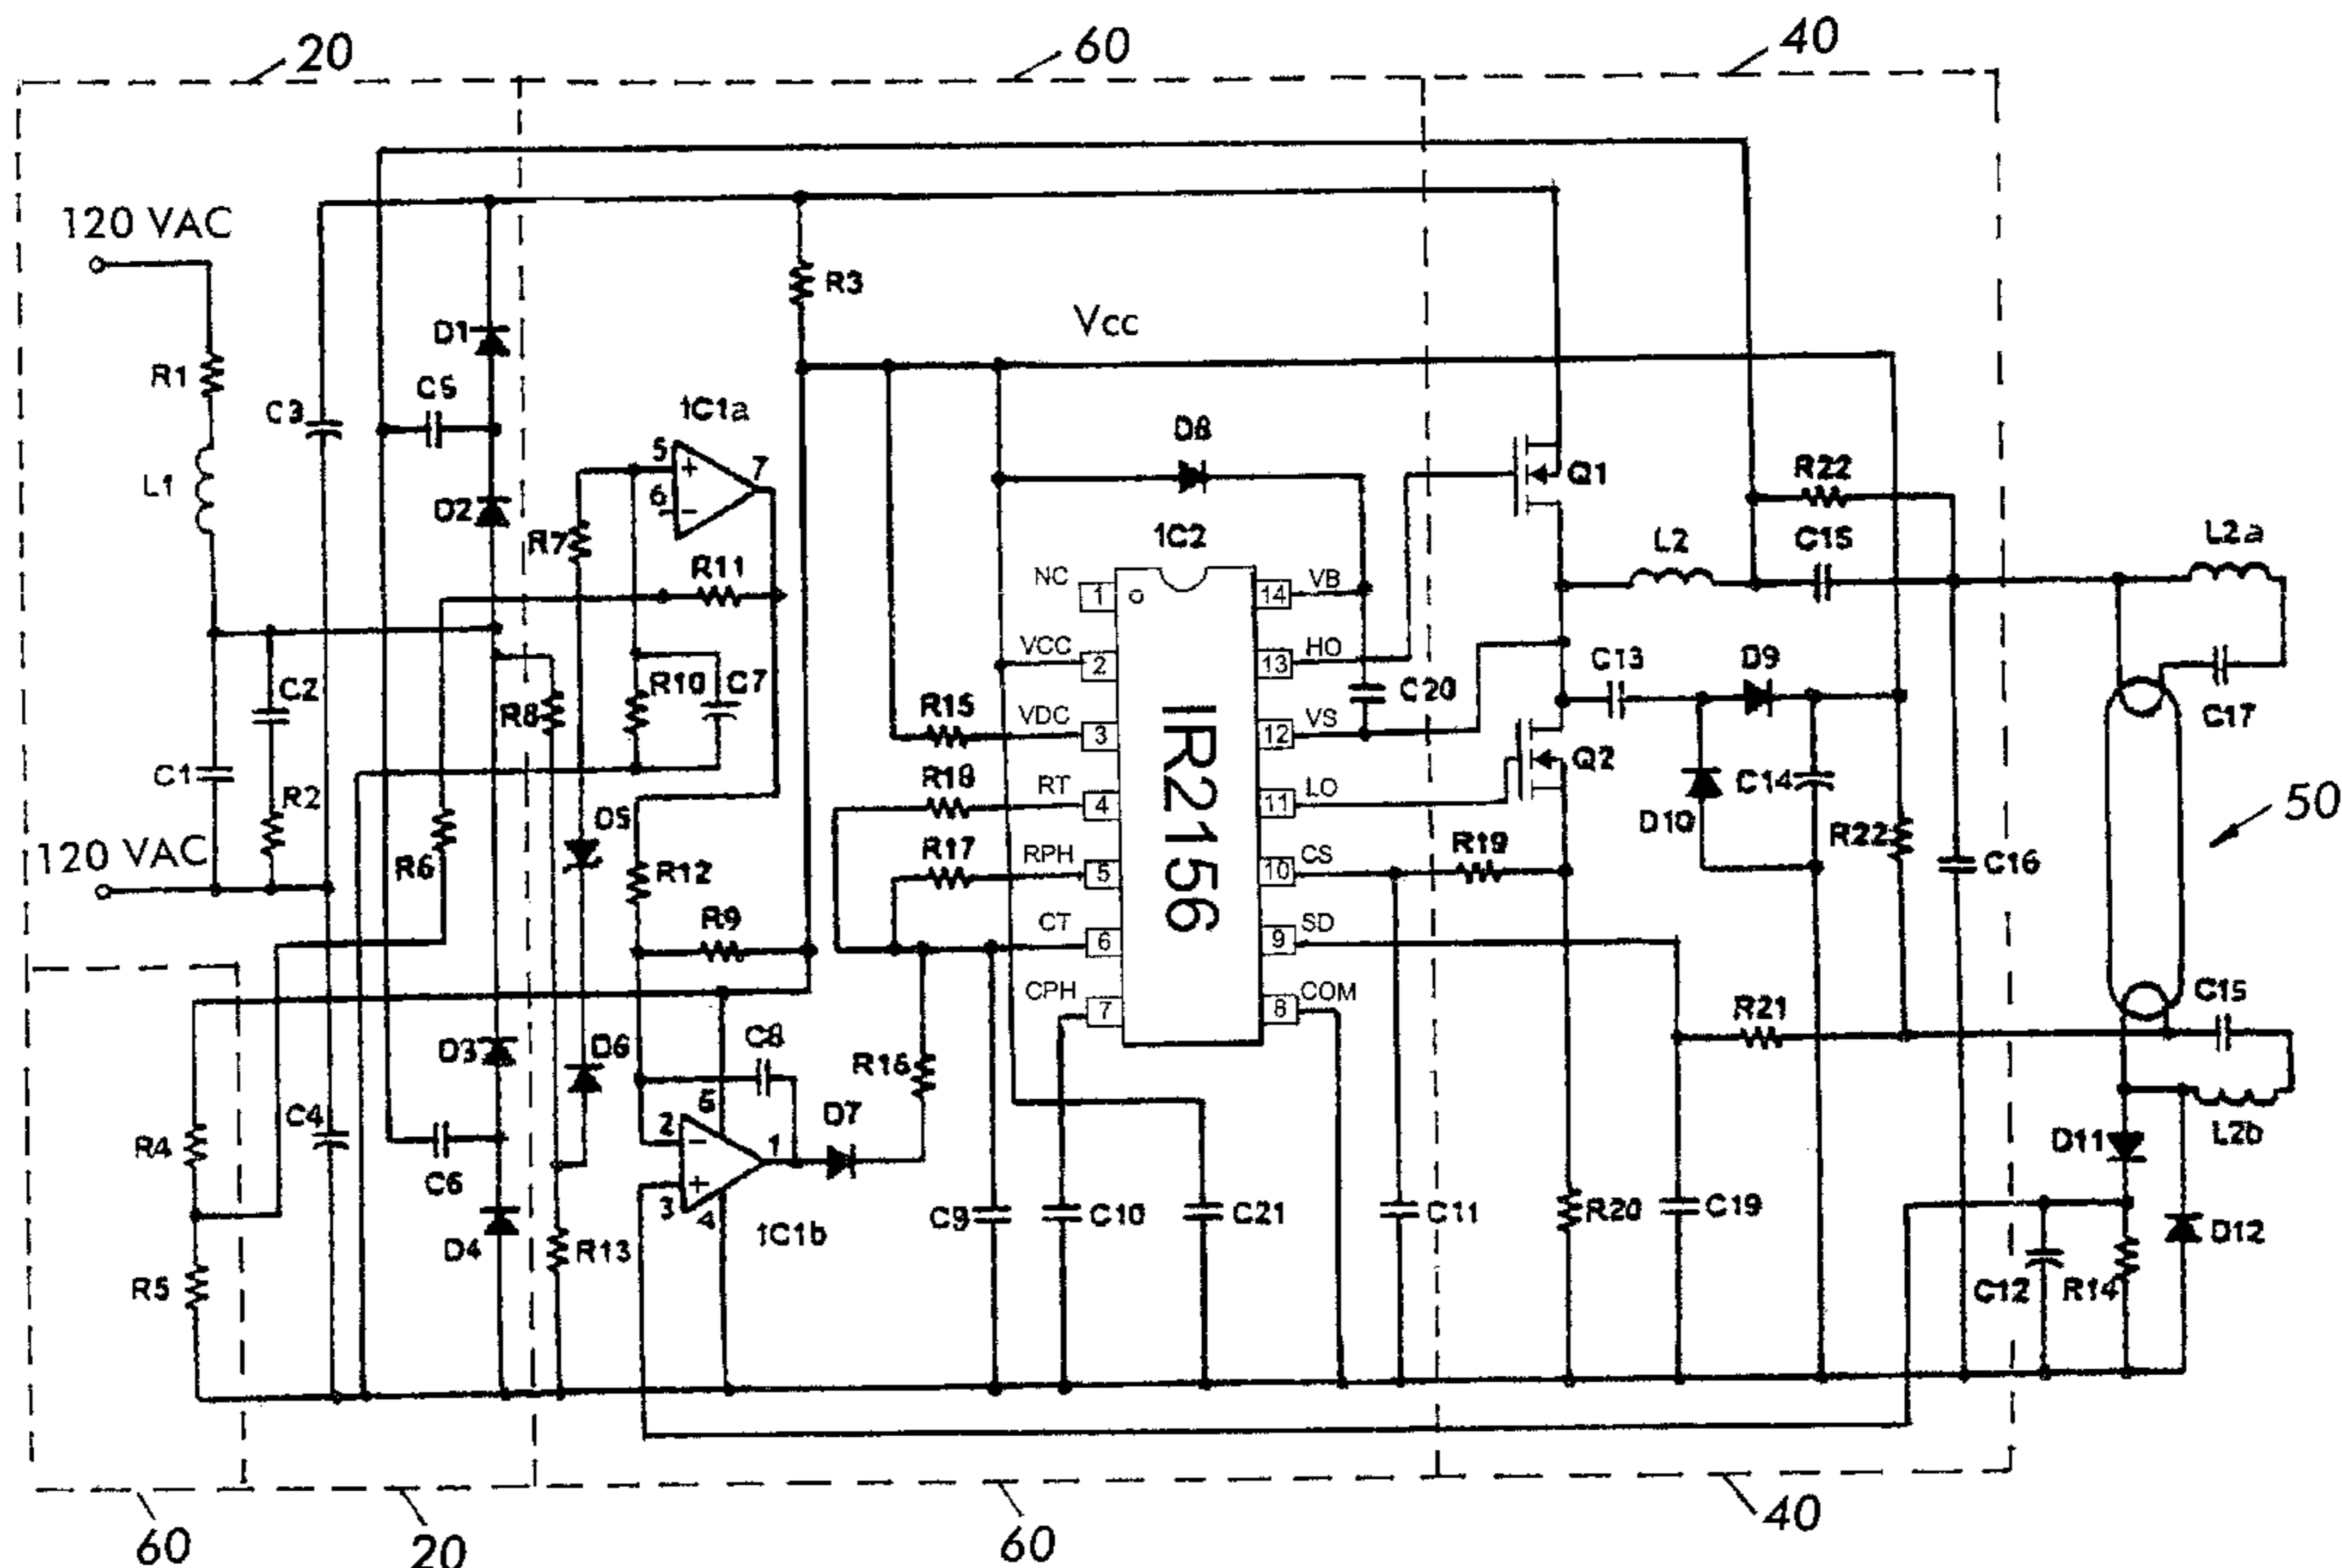 20
60
40
120 VAC
R3
Vcc
D1
R1
C5
C3
IC1a
D8
5
+
7
6
-
Q1
R22
L1
D2
R7
IC2
L2
C15
L2a
R11
NC
1
14
VB
VCC
2
13
HO
C13
D9
C2
R10
C7
R8
C20
C17
R15
VDC
3
12
VS
IR2156
Q2
C1
R2
R18
RT
4
11
LO
C14
D10
50
D5
R22
120 VAC
R6
R12
R17
RPH
5
10
CS
R19
C16
R9
CT
6
9
SD
CPH
7
8
COM
C15
R21
D3
D6
C8
R16
R4
C4
C6
2
-
1
D7
D11
L2b
+
3
4
IC1b
C9
C10
C21
C11
R20
C19
D12
D4
R13
R5
C12
R14
60
20
60
40